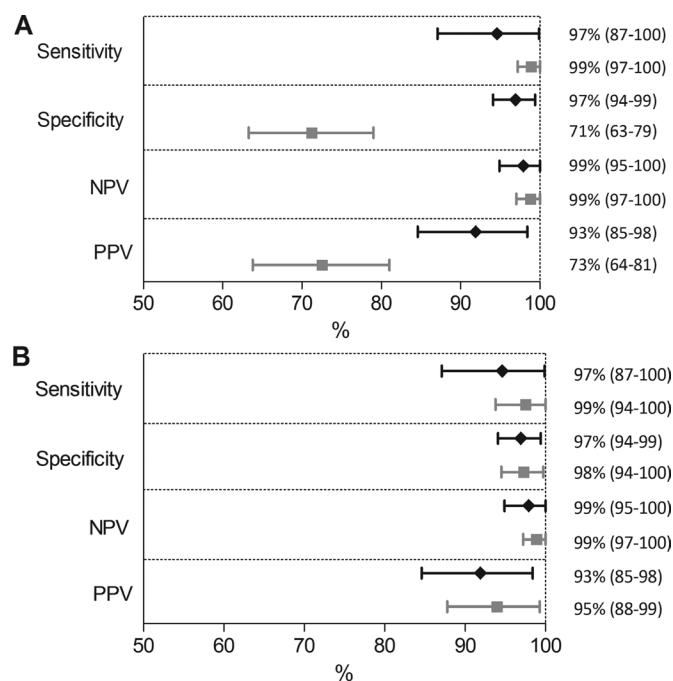 A
Sensitivity
97% (87-100)
99% (97-100)
Specificity
97% (94-99)
71% (63-79)
NPV
99% (95-100)
99% (97-100)
PPV
93% (85-98)
73% (64-81)
50 60 70 80 90 100
%
B
Sensitivity
97% (87-100)
99% (94-100)
Specificity
97% (94-99)
98% (94-100)
NPV
99% (95-100)
99% (97-100)
PPV
93% (85-98)
95% (88-99)
50 60 70 80 90 100
%